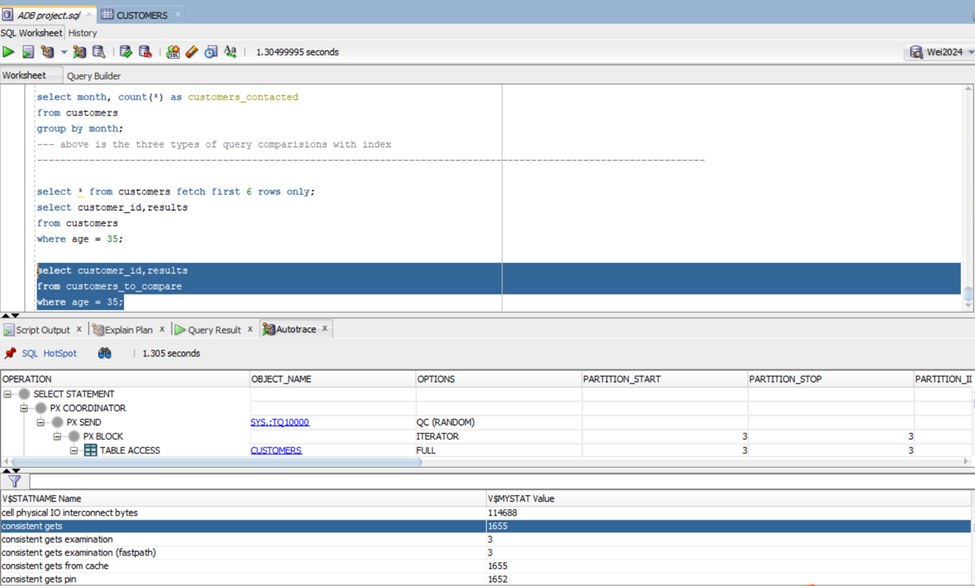 ADB project.sql CUSTOMERS
SQL Worksheet History
1.30499995 seconds
Wei2024
Worksheet Query Builder
select month, count(*) as customers_contacted
from customers
group by month;
--- above is the three types of query comparisions with index
select * from customers fetch first 6 rows only;
select customer_id,results
from customers
where age = 35;
select customer_id,results
from customers_to_compare
where age = 35;
Script Output Explain Plan Query Result Autotrace
SQL HotSpot 1.305 seconds
OPERATION OBJECT_NAME OPTIONS PARTITION_START PARTITION_STOP
SELECT STATEMENT
PX COORDINATOR
PX SEND SYS.:TQ10000 QC (RANDOM)
PX BLOCK ITERATOR 3 3
TABLE ACCESS CUSTOMERS FULL 3 3
V$STATNAME Name V$MYSTAT Value
cell physical IO interconnect bytes 114688
consistent gets 1655
consistent gets examination 3
consistent gets examination (fastpath) 3
consistent gets from cache 1655
consistent gets pin 1652